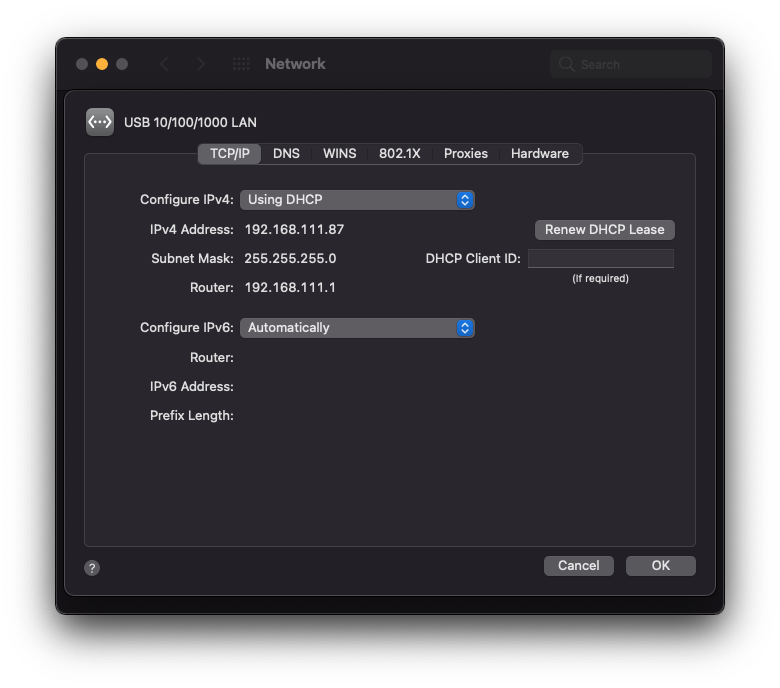 Network
Search
USB 10/100/1000 LAN
TCP/IP DNS WINS 802.1X Proxies Hardware
Configure IPv4: Using DHCP
IPv4 Address: 192.168.111.87 Renew DHCP Lease
Subnet Mask: 255.255.255.0 DHCP Client ID:
(If required)
Router: 192.168.111.1
Configure IPv6: Automatically
Router:
IPv6 Address:
Prefix Length:
? Cancel OK